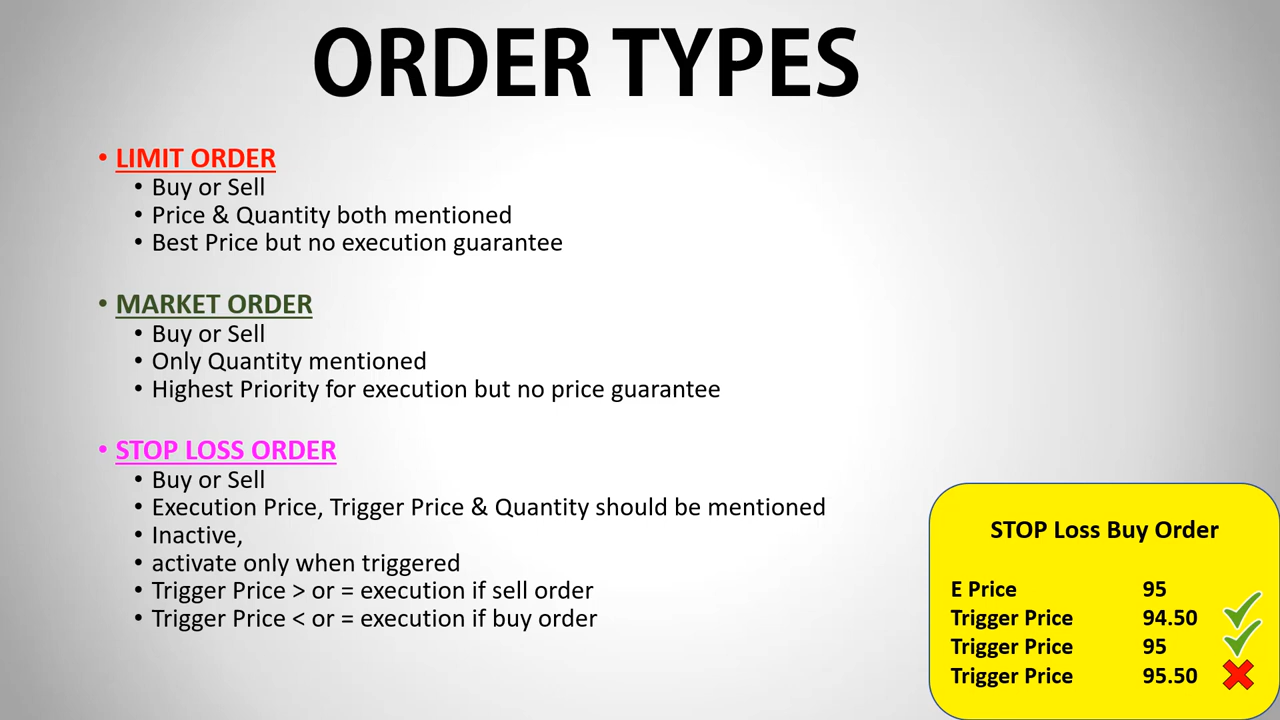 ORDER TYPES
• LIMIT ORDER
• Buy or Sell
• Price & Quantity both mentioned
• Best Price but no execution guarantee
• MARKET ORDER
• Buy or Sell
• Only Quantity mentioned
• Highest Priority for execution but no price guarantee
• STOP LOSS ORDER
• Buy or Sell
• Execution Price, Trigger Price & Quantity should be mentioned
• Inactive,
• activate only when triggered
• Trigger Price > or = execution if sell order
• Trigger Price < or = execution if buy order
STOP Loss Buy Order
E Price 95
Trigger Price 94.50
Trigger Price 95
Trigger Price 95.50